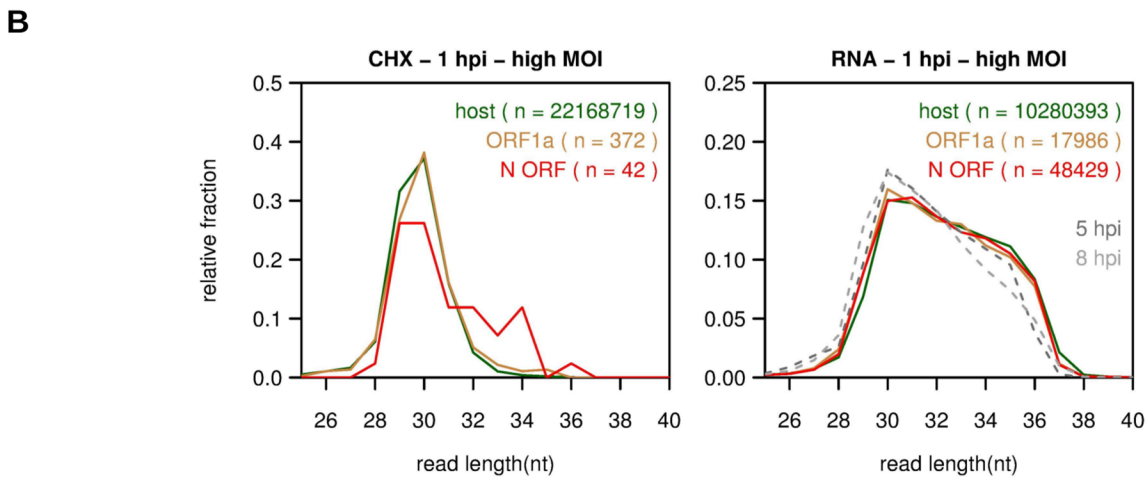 B
CHX – 1 hpi – high MOI
0.5
0.4
0.3
0.2
0.1
0.0
relative fraction
host ( n = 22168719 )
ORF1a ( n = 372 )
N ORF ( n = 42 )
26 28 30 32 34 36 38 40
read length(nt)
RNA – 1 hpi – high MOI
0.25
0.20
0.15
0.10
0.05
0.00
host ( n = 10280393 )
ORF1a ( n = 17986 )
N ORF ( n = 48429 )
5 hpi
8 hpi
26 28 30 32 34 36 38 40
read length(nt)